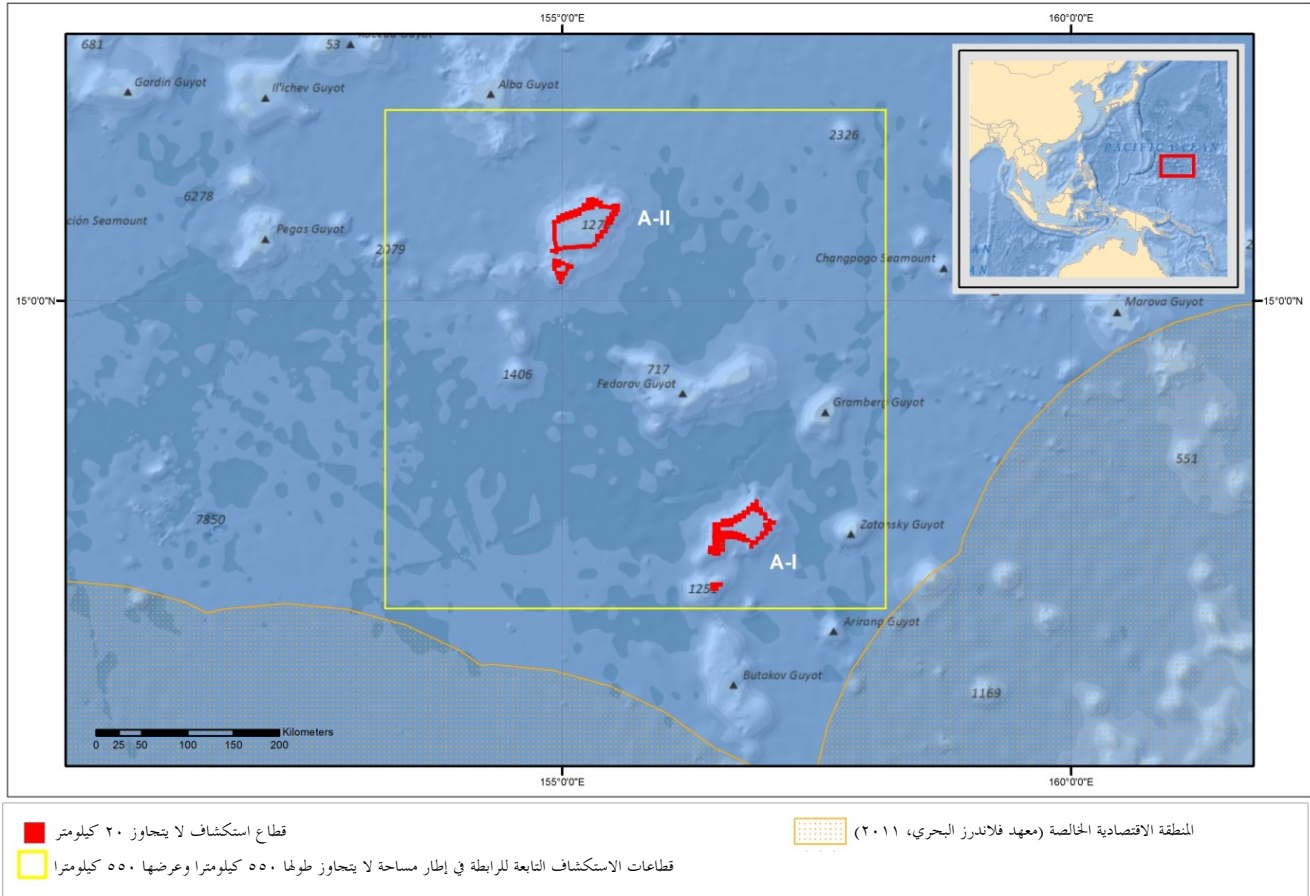 155°0'0"E 160°0'0"E
681
53
Gordin Guyot
Il'ichev Guyot
Alba Guyot
2326
PACIFIC OCEAN
6278
ción Seamount
Pegas Guyot
2079
127
A-II
Changpogo Seamount
15°0'0"N 15°0'0"N
Marova Guyot
1406
717
Fedorov Guyot
Gramberg Guyot
551
7850
Zatonsky Guyot
A-I
1251
Arirang Guyot
Butakov Guyot
1169
Kilometers
0 25 50 100 150 200
155°0'0"E 160°0'0"E
قطاع استكشاف لا يتجاوز ٢٠ كيلومتر
المنطقة الاقتصادية الخالصة (معهد فلاندرز البحري، ٢٠١١)
قطاعات الاستكشاف التابعة للرابطة في إطار مساحة لا يتجاوز طولها ٥٥٠ كيلومترا وعرضها ٥٥٠ كيلومترا